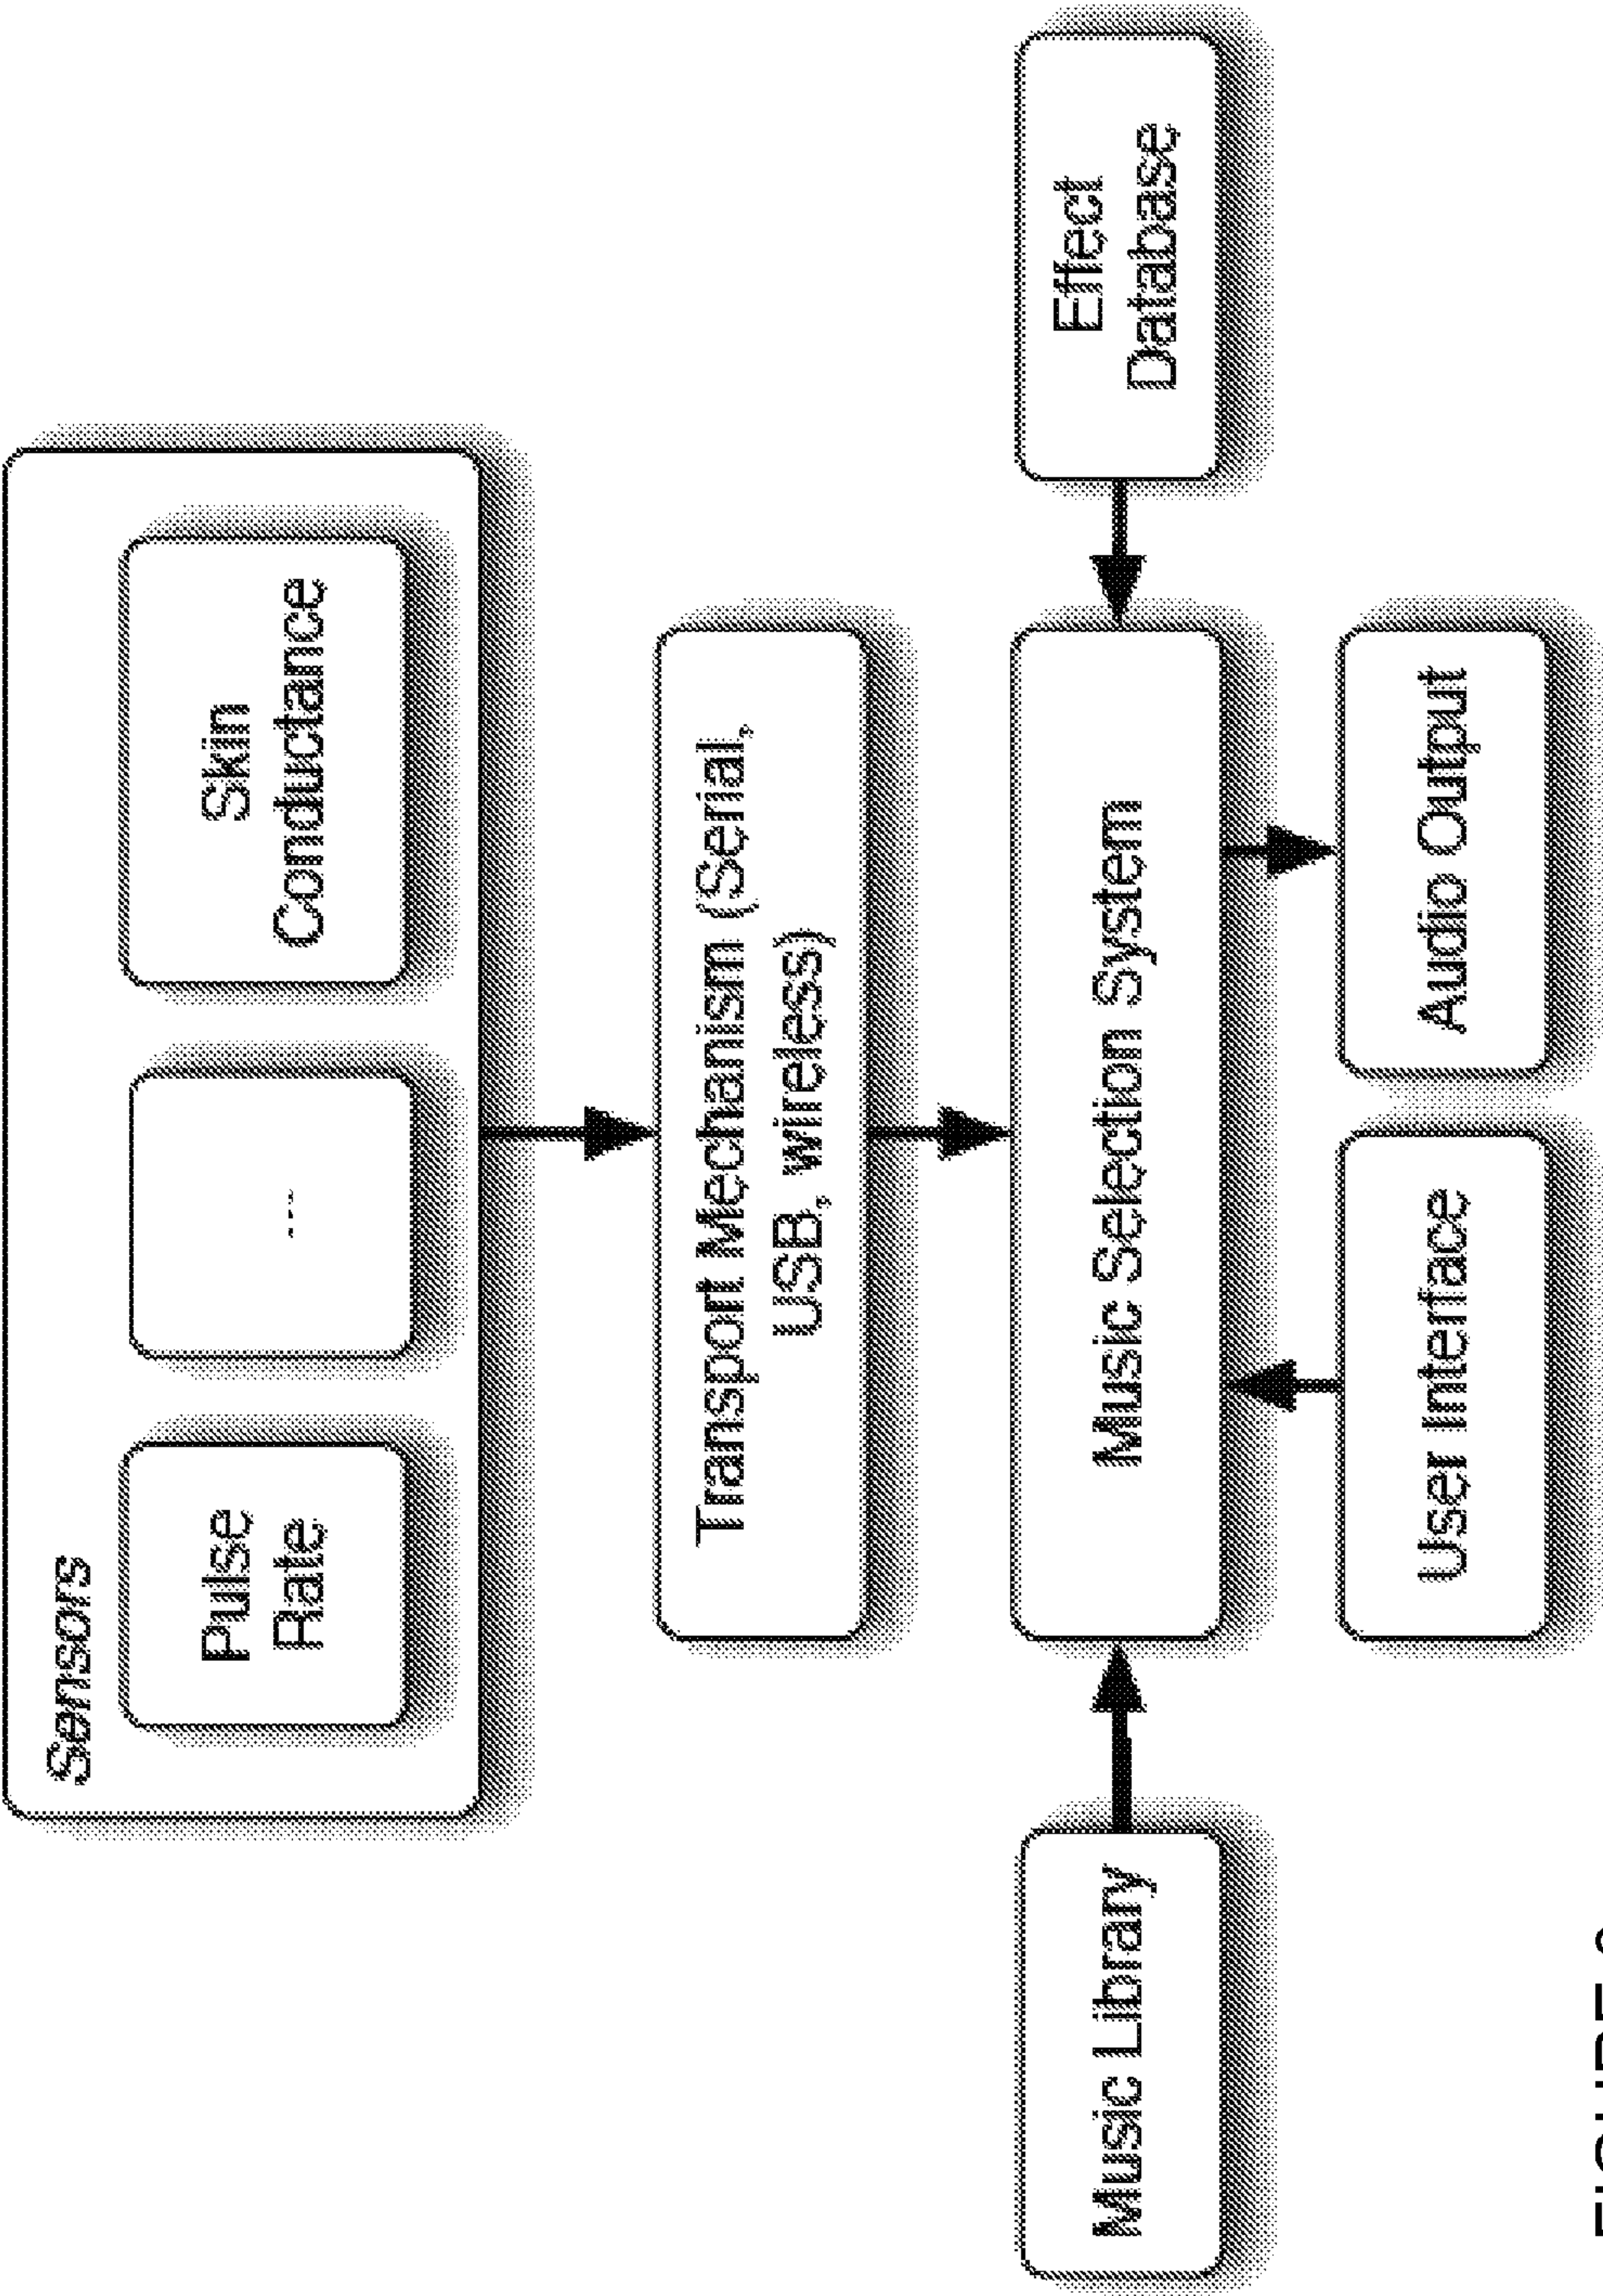 Sensors
Pulse
Rate
...
Skin
Conductance
Transport Mechanism (Serial,
USB, wireless)
Music Library
Music Selection System
Effect
Database
User Interface
Audio Output
FIGURE